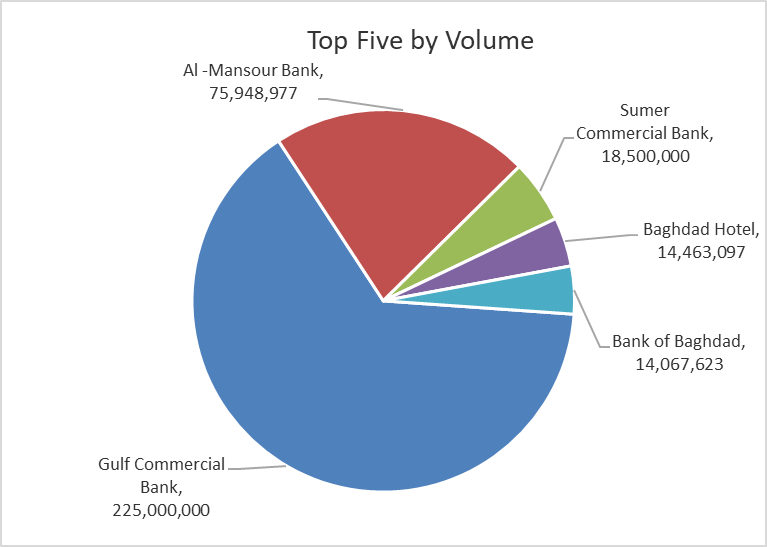 Top Five by Volume
Al -Mansour Bank,
75,948,977
Sumer
Commercial Bank,
18,500,000
Baghdad Hotel,
14,463,097
Bank of Baghdad,
14,067,623
Gulf Commercial
Bank,
225,000,000